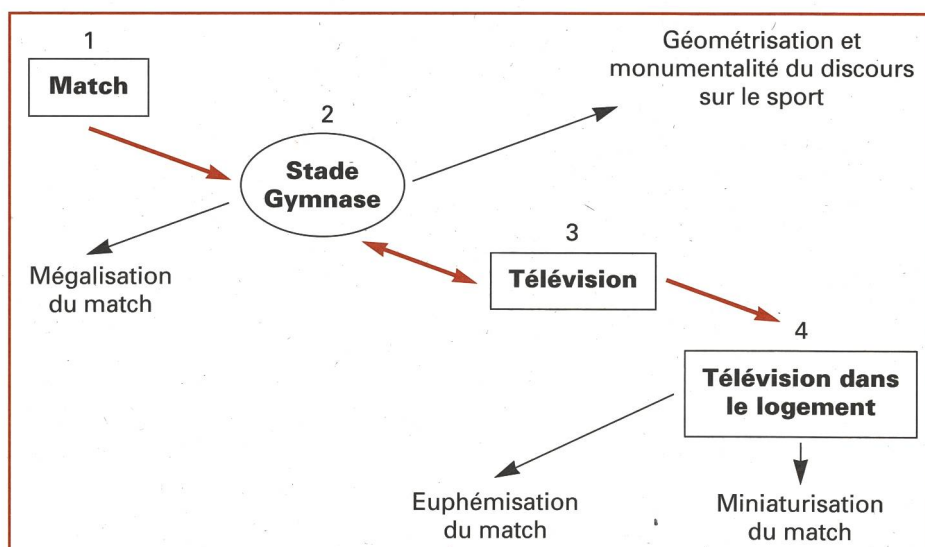 1
Match
Géométrisation et
monumentalité du discours
sur le sport
2
Stade
Gymnase
Mégalisation
du match
3
Télévision
4
Télévision dans
le logement
Euphémisation
du match
Miniaturisation
du match